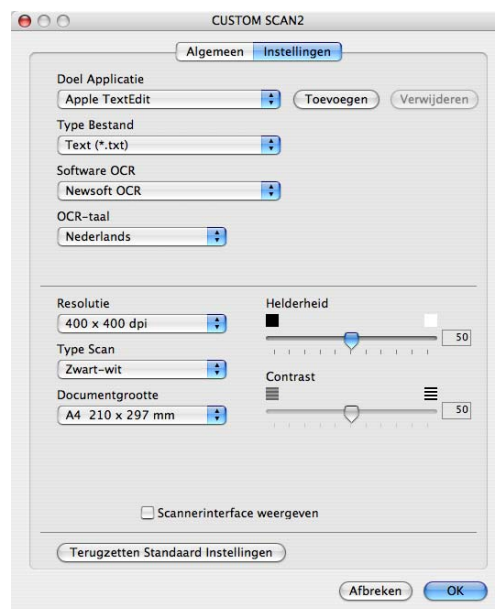 CUSTOM SCAN2
Algemeen Instellingen
Doel Applicatie
Apple TextEdit Toevoegen Verwijderen
Type Bestand
Text (*.txt)
Software OCR
Newsoft OCR
OCR-taal
Nederlands
Resolutie
400 x 400 dpi
Type Scan
Zwart-wit
Documentgrootte
A4 210 x 297 mm
Helderheid
50
Contrast
50
Scannerinterface weergeven
Terugzetten Standaard Instellingen
Afbreken OK